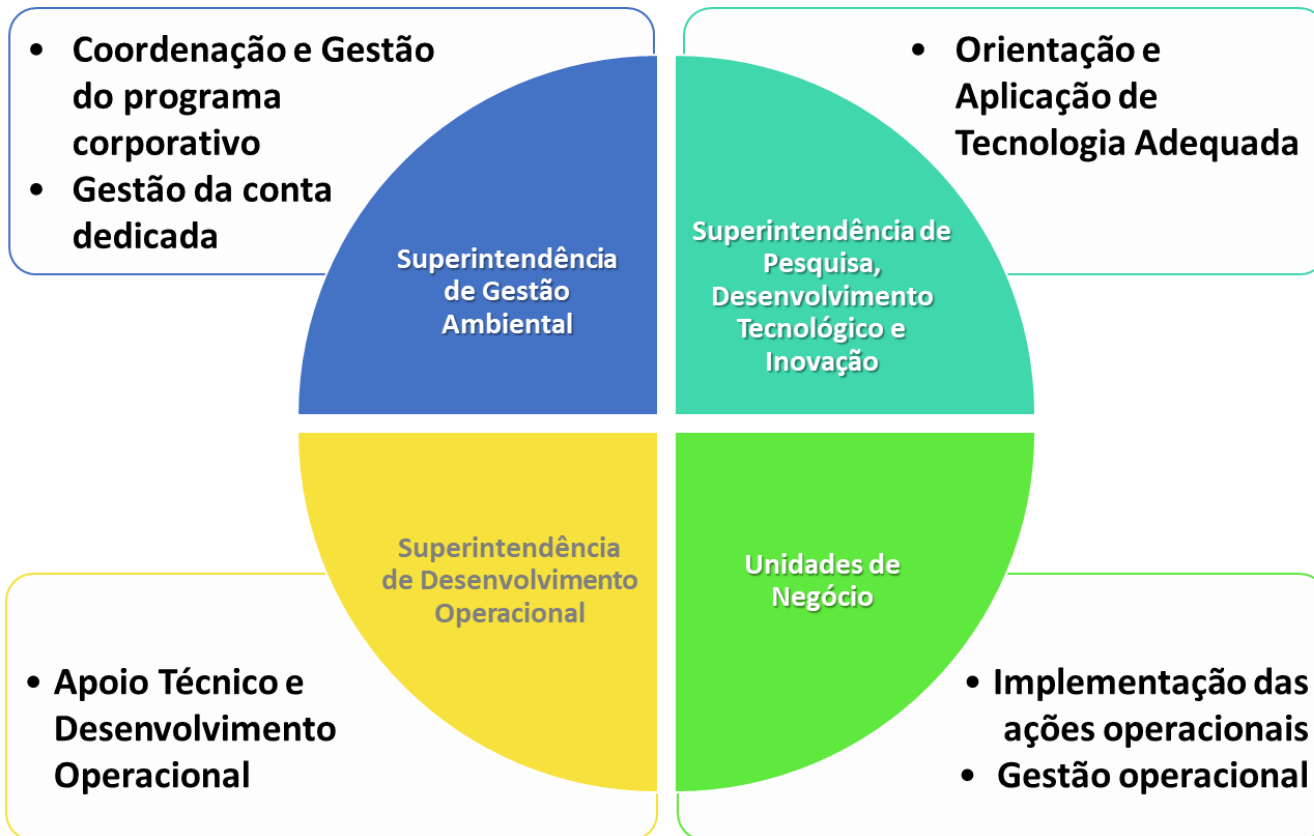 • Coordenação e Gestão
do programa
corporativo
• Gestão da conta
dedicada
Superintendência
de Gestão
Ambiental
• Orientação e
Aplicação de
Tecnologia Adequada
Superintendência de
Pesquisa,
Desenvolvimento
Tecnológico e
Inovação
Superintendência
de Desenvolvimento
Operacional
• Apoio Técnico e
Desenvolvimento
Operacional
Unidades de
Negócio
• Implementação das
ações operacionais
• Gestão operacional